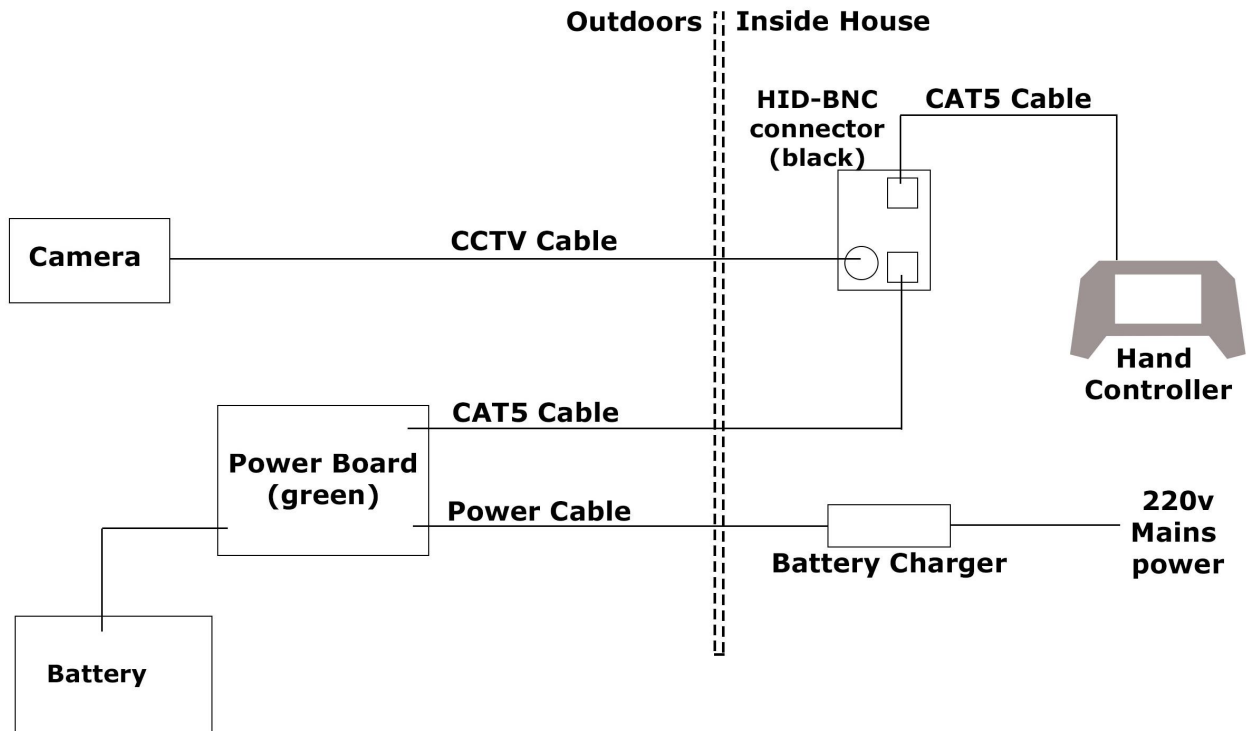 Outdoors
Inside House
HID-BNC
connector
(black)
CAT5 Cable
CCTV Cable
Camera
Hand
Controller
CAT5 Cable
Power Board
(green)
Power Cable
220v
Mains
power
Battery Charger
Battery